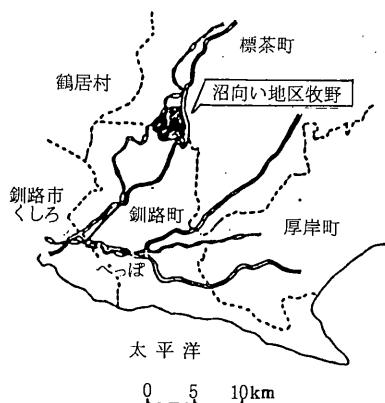 標茶町
鶴居村
沼向い地区牧野
釧路市
くしろ
釧路町
厚岸町
べっぽ
太平洋
0 5 10km